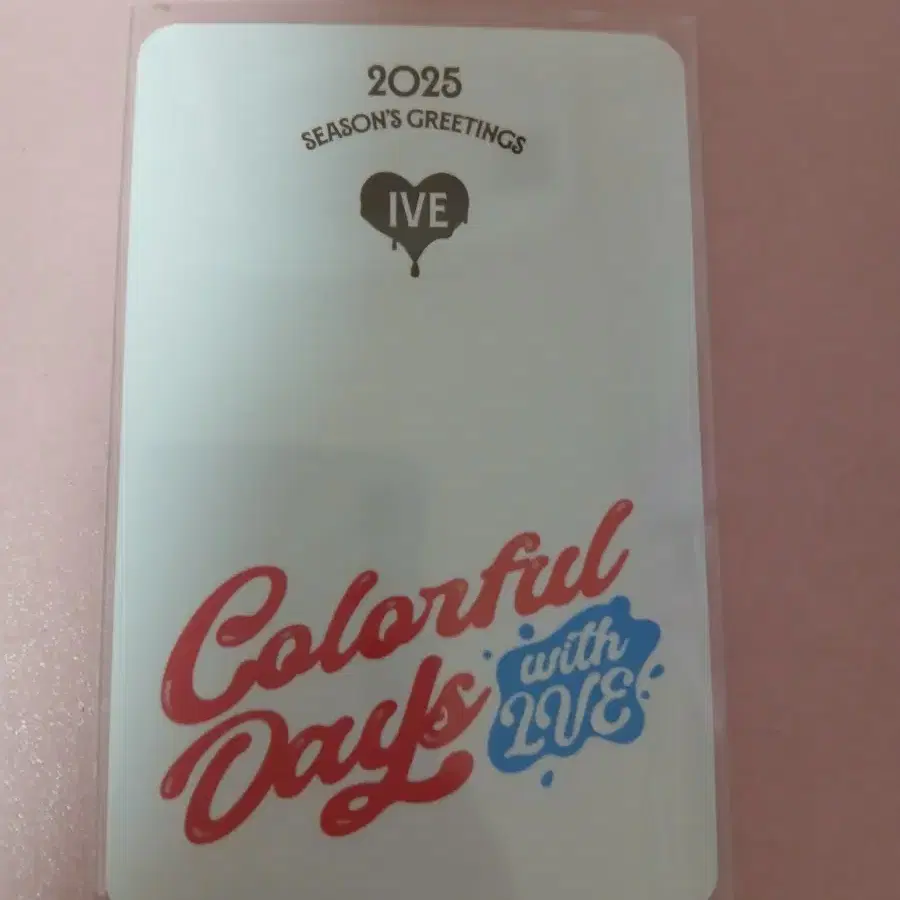 2025
SEASON'S GREETINGS
IVE
Colorful
Days with
IVE